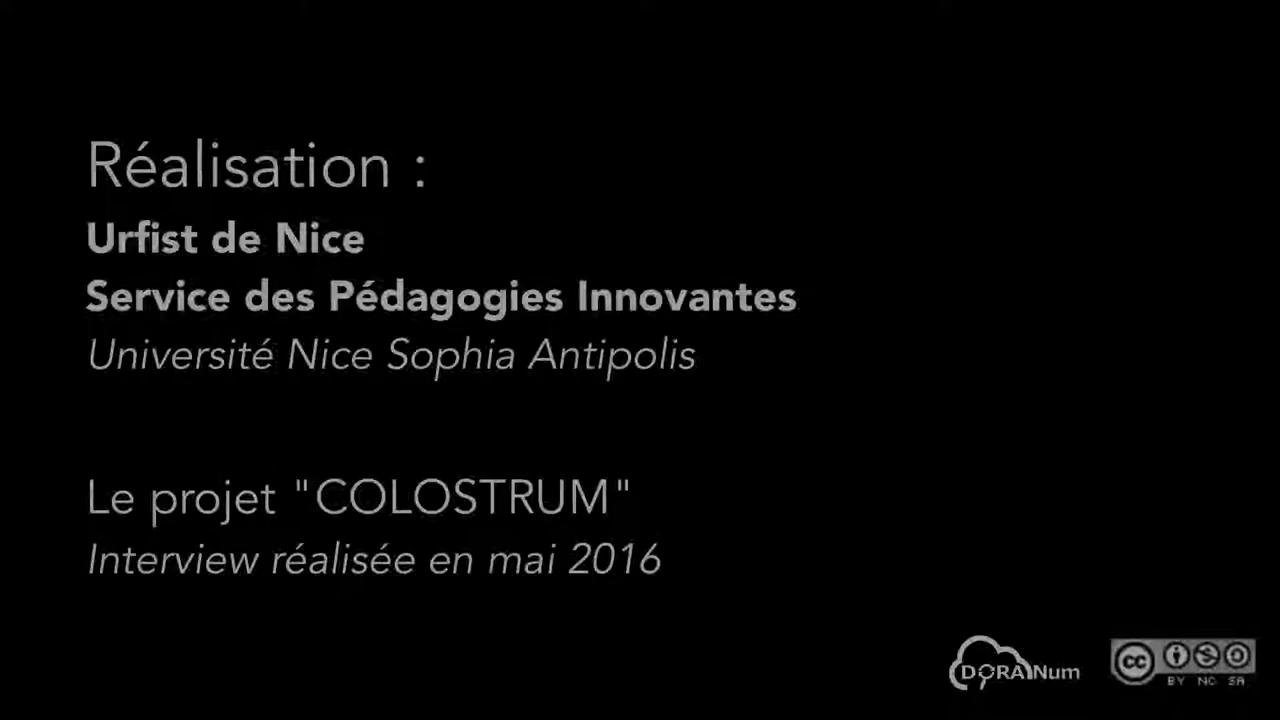 Réalisation :
Urfist de Nice
Service des Pédagogies Innovantes
Université Nice Sophia Antipolis
Le projet "COLOSTRUM"
Interview réalisée en mai 2016
DORANum
cc
BY NC SA